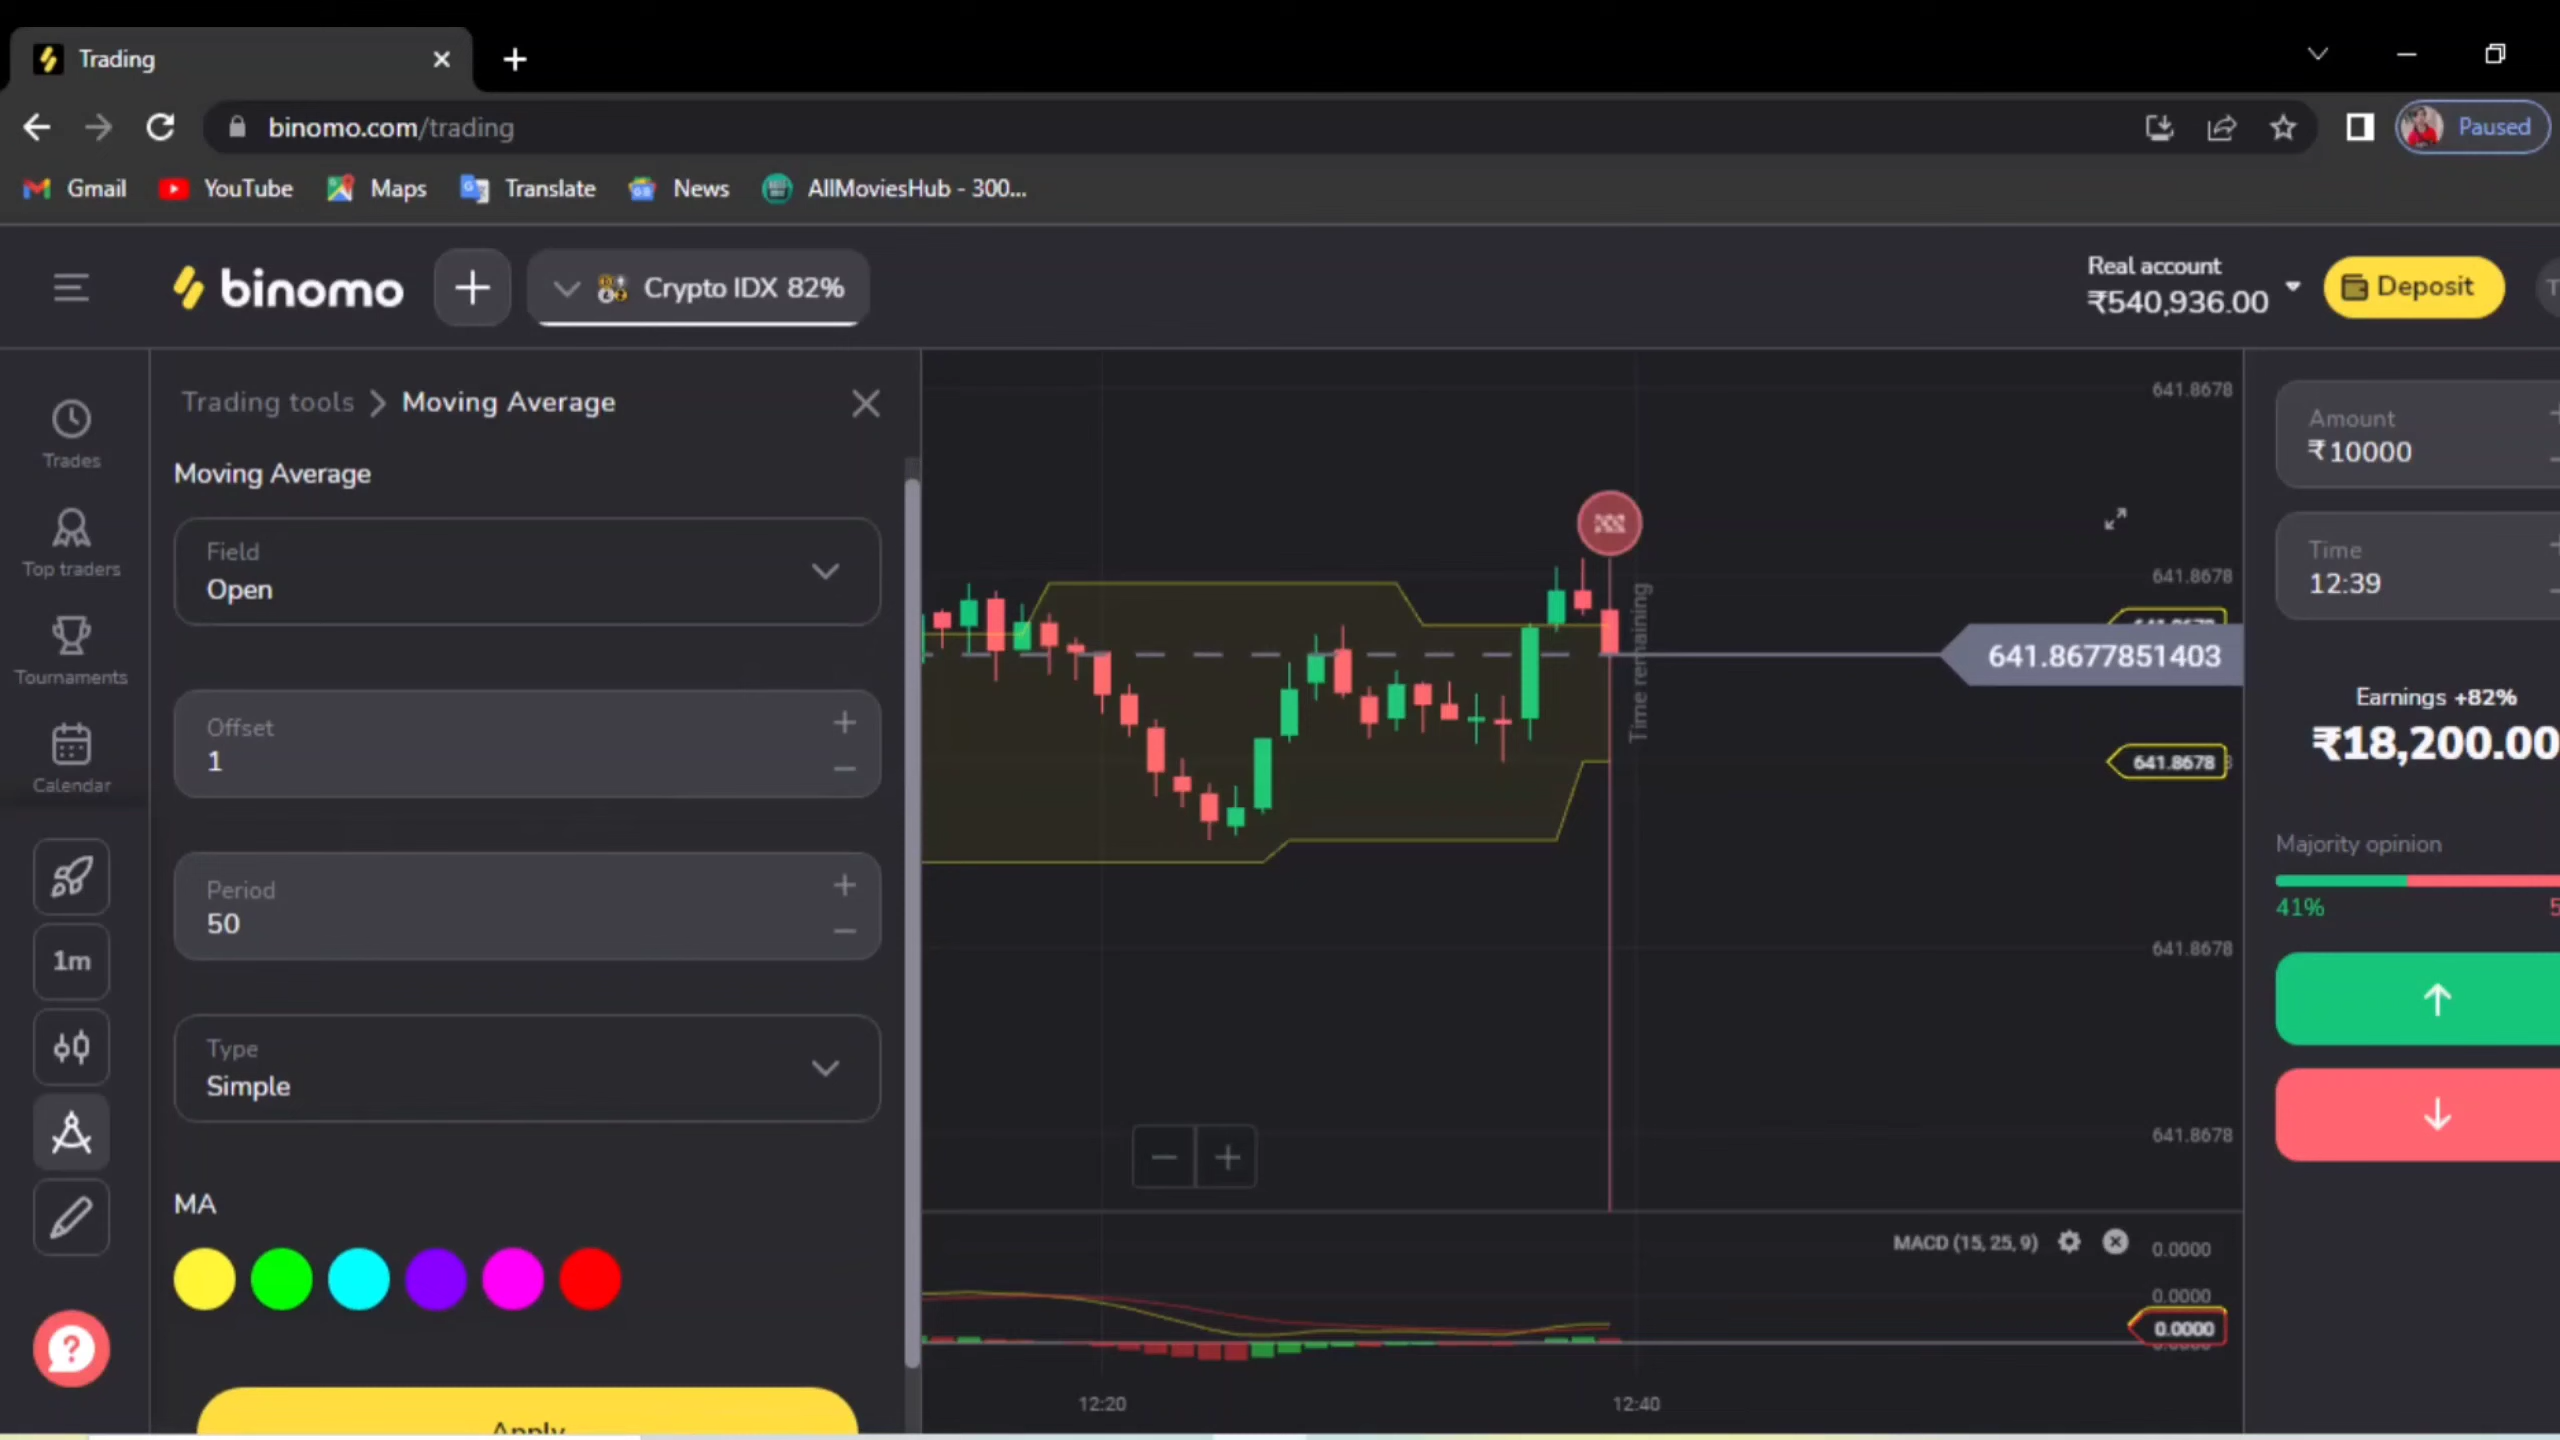 Trading
binomo.com/trading
Paused
Gmail
YouTube
Maps
Translate
News
AllMoviesHub - 300...
binomo
Crypto IDX 82%
Real account
₹540,936.00
Deposit
Trades
Top traders
Tournaments
Calendar
1m
Trading tools > Moving Average
Moving Average
Field
Open
Offset
1
Period
50
Type
Simple
MA
Apply
641.8678
641.8678
641.8677851403
641.8678
641.8678
641.8678
Time remaining
MACD (15, 25, 9)
0.0000
0.0000
0.0000
12:20
12:40
Amount
₹10000
Time
12:39
Earnings +82%
₹18,200.00
Majority opinion
41%